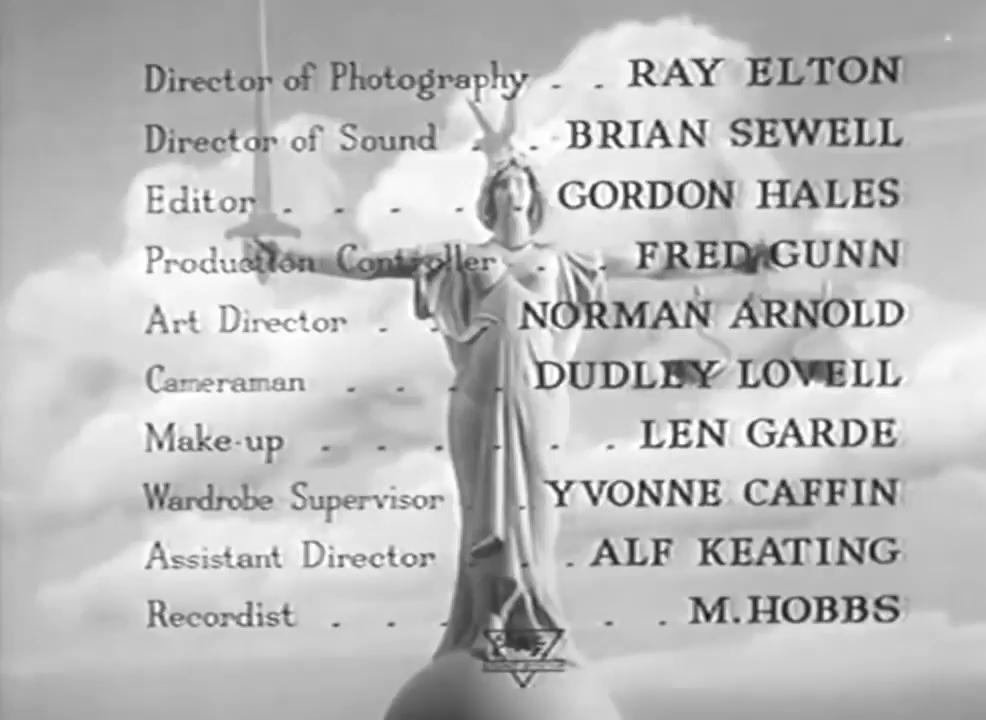 Director of Photography . . RAY ELTON
Director of Sound . . BRIAN SEWELL
Editor . . . . . GORDON HALES
Production Controller . . FRED GUNN
Art Director . . NORMAN ARNOLD
Cameraman . . . . DUDLEY LOVELL
Make-up . . . . . . LEN GARDE
Wardrobe Supervisor . . YVONNE CAFFIN
Assistant Director . . . ALF KEATING
Recordist . . . . . . M. HOBBS